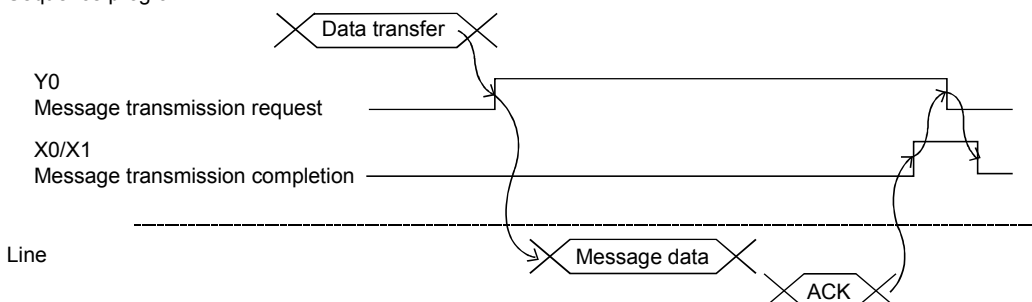 Data transfer
Y0
Message transmission request
X0/X1
Message transmission completion
Line
Message data
ACK